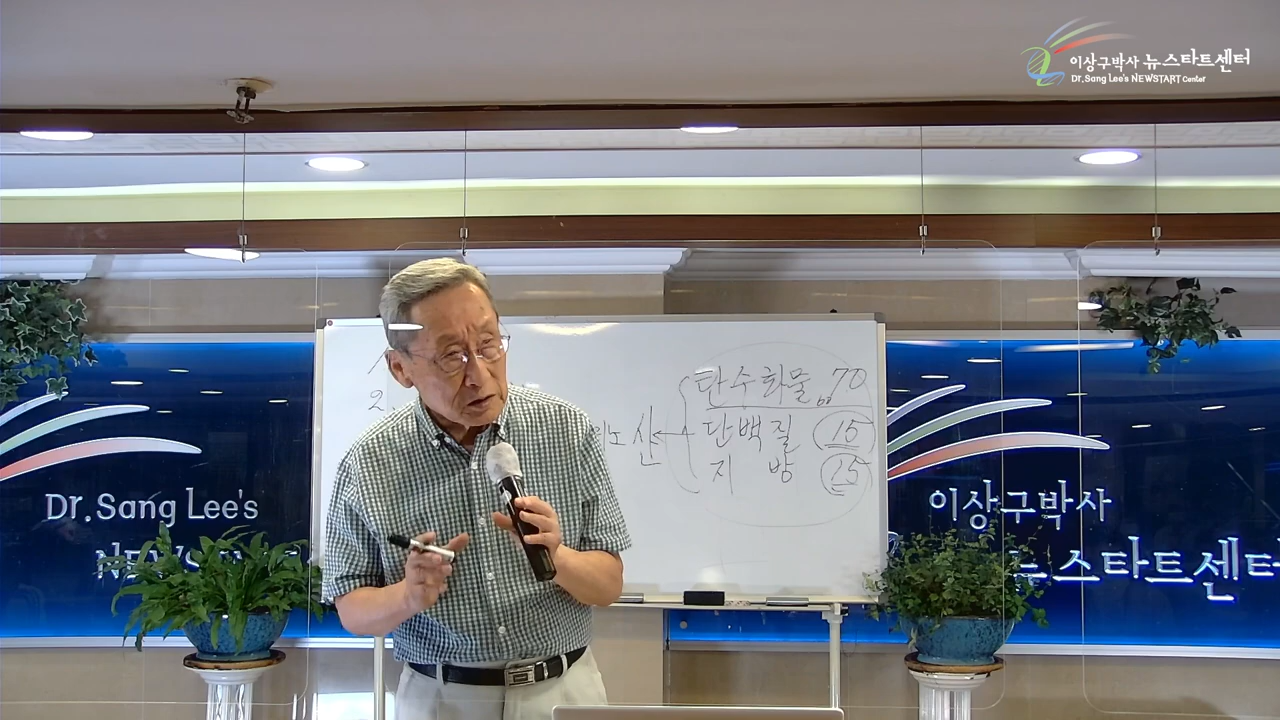 이상구박사 뉴스타트센터
Dr. Sang Lee's NEWSTART Center
1
2
탄수화물 70
단백질 15
산
지 방 15
Dr. Sang Lee's
이상구박사
뉴스타트센터